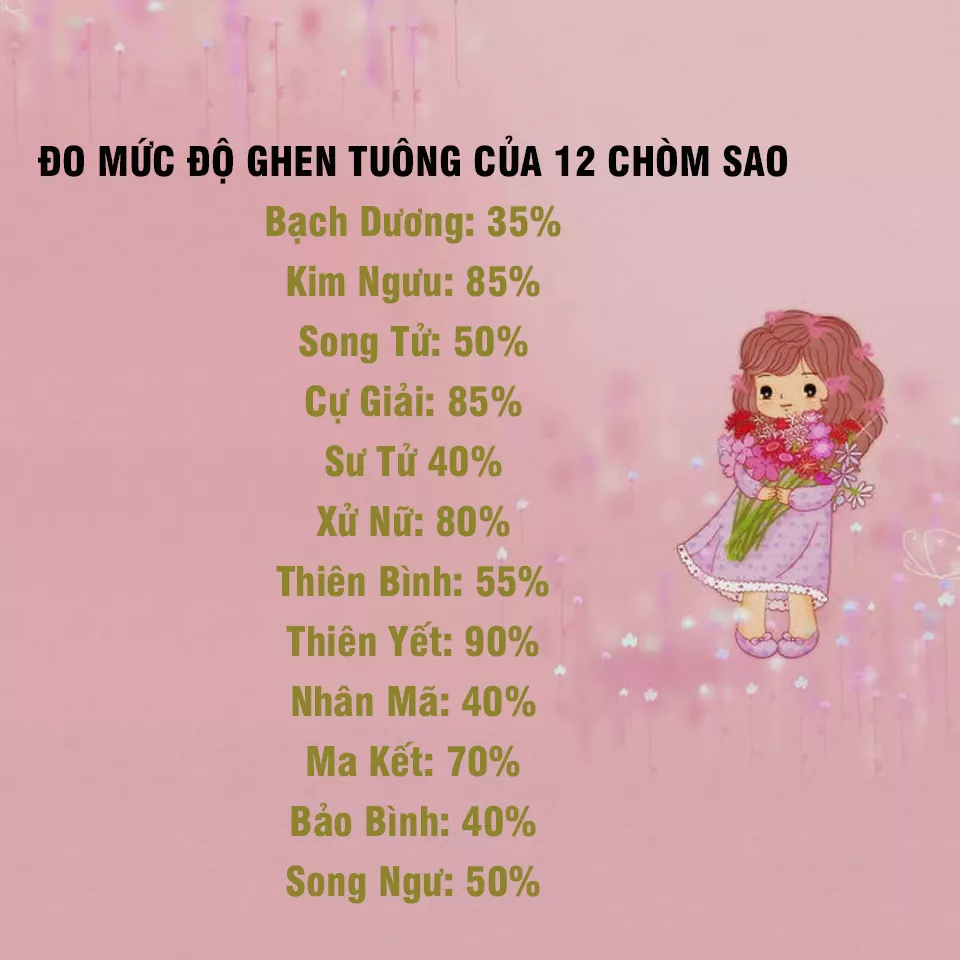 ĐO MỨC ĐỘ GHEN TUÔNG CỦA 12 CHÒM SAO
Bạch Dương: 35%
Kim Ngưu: 85%
Song Tử: 50%
Cự Giải: 85%
Sư Tử 40%
Xử Nữ: 80%
Thiên Bình: 55%
Thiên Yết: 90%
Nhân Mã: 40%
Ma Kết: 70%
Bảo Bình: 40%
Song Ngư: 50%